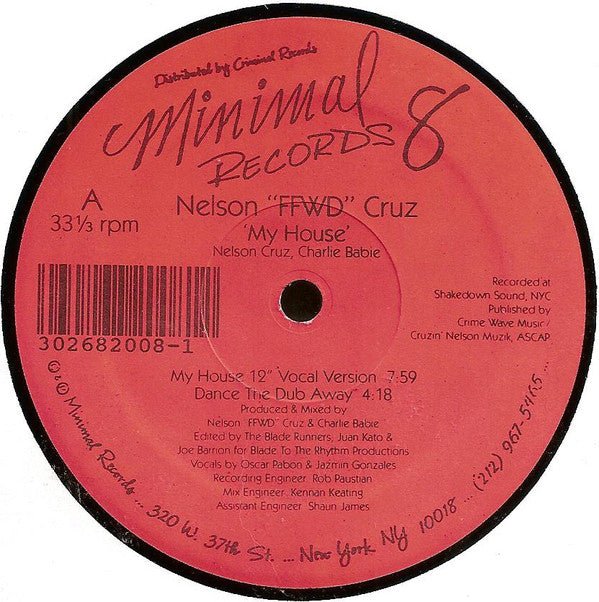 Distributed by Criminal Records
Minimal
RECORDS 8
A
33⅓ rpm
Nelson "FFWD" Cruz
'My House'
Nelson Cruz, Charlie Babie
302682008-1
Recorded at
Shakedown Sound, NYC
Published by
Crime Wave Music /
Cruzin' Nelson Muzik, ASCAP
My House 12" Vocal Version 7:59
Dance The Dub Away" 4:18
Produced & Mixed by
Nelson "FFWD" Cruz & Charlie Babie
Edited by The Blade Runners, Juan Kato &
Joe Barrion for Blade To The Rhythm Productions
Vocals by Oscar Pabon & Jazmin Gonzales
Recording Engineer Rob Paustian
Mix Engineer Kennan Keating
Assistant Engineer Shaun James
℗ & © Minimal Records... 320 W. 37th St. ... New York NY 10018 ... (212) 967-5465 ...